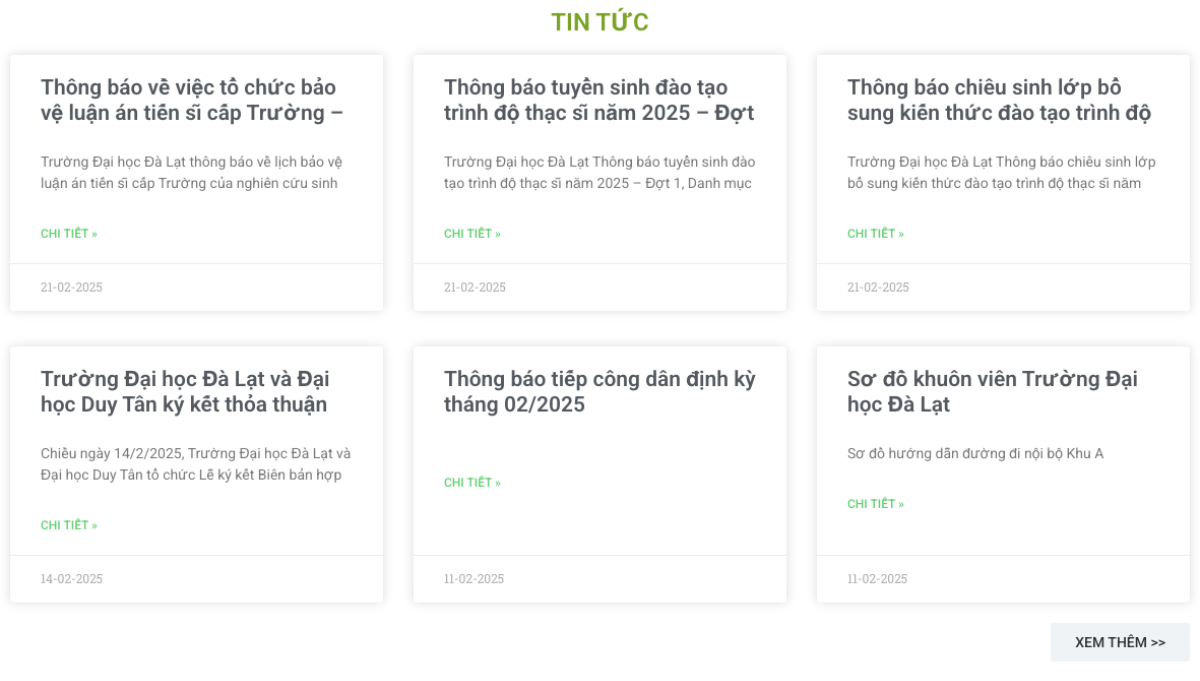 TIN TỨC
Thông báo về việc tổ chức bảo
vệ luận án tiến sĩ cấp Trường –
Trường Đại học Đà Lạt thông báo về lịch bảo vệ
luận án tiến sĩ cấp Trường của nghiên cứu sinh
CHI TIẾT »
21-02-2025
Thông báo tuyển sinh đào tạo
trình độ thạc sĩ năm 2025 – Đợt
Trường Đại học Đà Lạt Thông báo tuyển sinh đào
tạo trình độ thạc sĩ năm 2025 – Đợt 1, Danh mục
CHI TIẾT »
21-02-2025
Thông báo chiêu sinh lớp bổ
sung kiến thức đào tạo trình độ
Trường Đại học Đà Lạt Thông báo chiêu sinh lớp
bổ sung kiến thức đào tạo trình độ thạc sĩ năm
CHI TIẾT »
21-02-2025
Trường Đại học Đà Lạt và Đại
học Duy Tân ký kết thỏa thuận
Chiều ngày 14/2/2025, Trường Đại học Đà Lạt và
Đại học Duy Tân tổ chức Lễ ký kết Biên bản hợp
CHI TIẾT »
14-02-2025
Thông báo tiếp công dân định kỳ
tháng 02/2025
CHI TIẾT »
11-02-2025
Sơ đồ khuôn viên Trường Đại
học Đà Lạt
Sơ đồ hướng dẫn đường đi nội bộ Khu A
CHI TIẾT »
11-02-2025
XEM THÊM >>